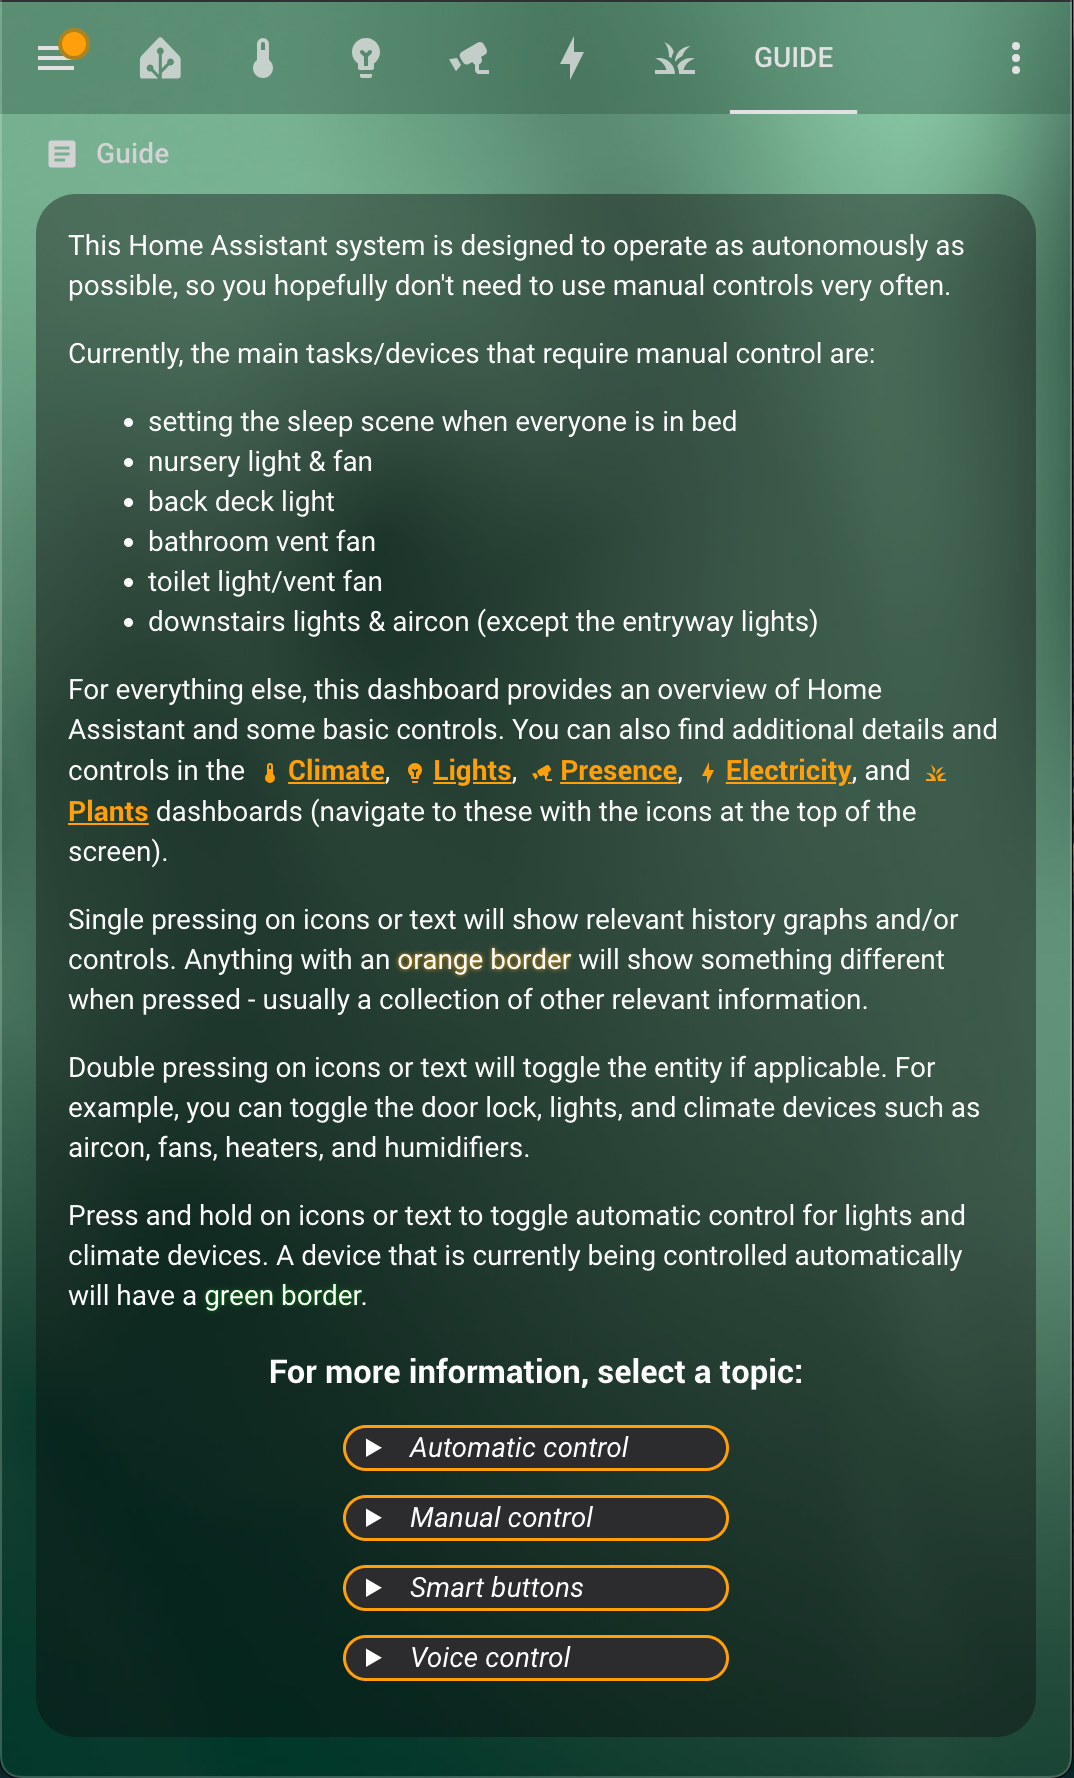 GUIDE
Guide
This Home Assistant system is designed to operate as autonomously as
possible, so you hopefully don't need to use manual controls very often.
Currently, the main tasks/devices that require manual control are:
• setting the sleep scene when everyone is in bed
• nursery light & fan
• back deck light
• bathroom vent fan
• toilet light/vent fan
• downstairs lights & aircon (except the entryway lights)
For everything else, this dashboard provides an overview of Home
Assistant and some basic controls. You can also find additional details and
controls in the Climate, Lights, Presence, Electricity, and
Plants dashboards (navigate to these with the icons at the top of the
screen).
Single pressing on icons or text will show relevant history graphs and/or
controls. Anything with an orange border will show something different
when pressed - usually a collection of other relevant information.
Double pressing on icons or text will toggle the entity if applicable. For
example, you can toggle the door lock, lights, and climate devices such as
aircon, fans, heaters, and humidifiers.
Press and hold on icons or text to toggle automatic control for lights and
climate devices. A device that is currently being controlled automatically
will have a green border.
For more information, select a topic:
Automatic control
Manual control
Smart buttons
Voice control